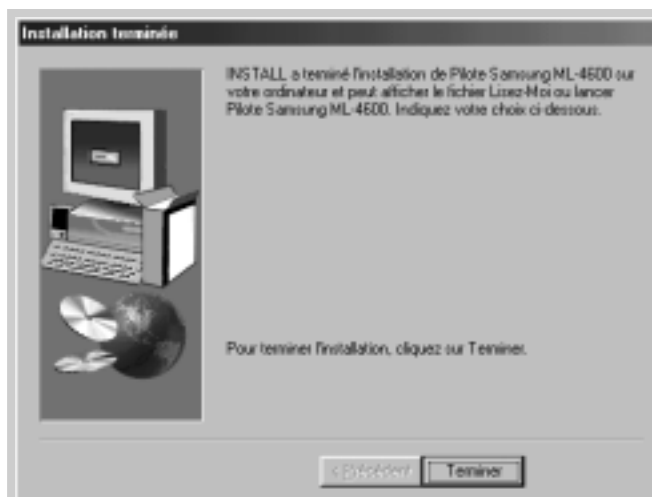 Installation terminée
INSTALL a terminé l'installation de Pilote Samsung ML-4600 sur
votre ordinateur et peut afficher le fichier Lisez-Moi ou lancer
Pilote Samsung ML-4600. Indiquez votre choix ci-dessous.
Pour terminer l'installation, cliquez sur Terminer.
< Précédent
Terminer